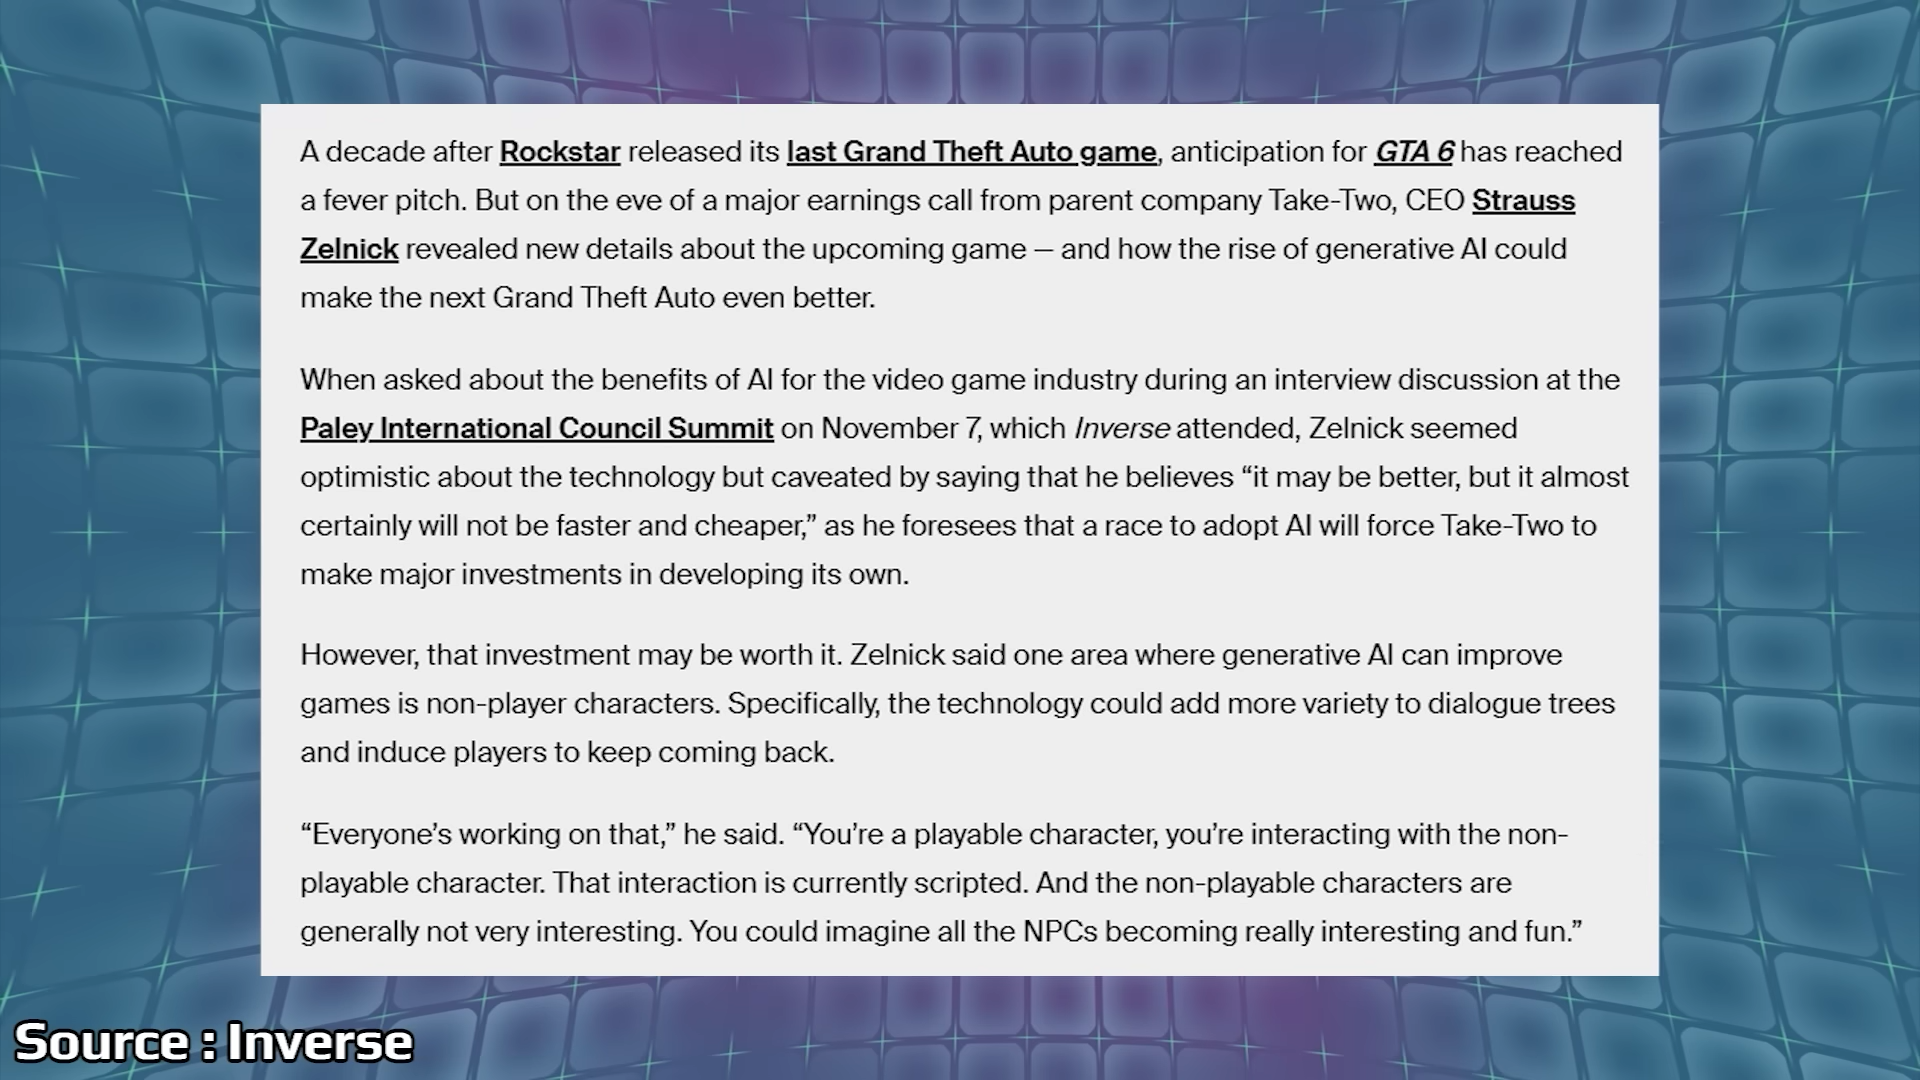 A decade after Rockstar released its last Grand Theft Auto game, anticipation for GTA 6 has reached
a fever pitch. But on the eve of a major earnings call from parent company Take-Two, CEO Strauss
Zelnick revealed new details about the upcoming game — and how the rise of generative AI could
make the next Grand Theft Auto even better.
When asked about the benefits of AI for the video game industry during an interview discussion at the
Paley International Council Summit on November 7, which Inverse attended, Zelnick seemed
optimistic about the technology but caveated by saying that he believes “it may be better, but it almost
certainly will not be faster and cheaper,” as he foresees that a race to adopt AI will force Take-Two to
make major investments in developing its own.
However, that investment may be worth it. Zelnick said one area where generative AI can improve
games is non-player characters. Specifically, the technology could add more variety to dialogue trees
and induce players to keep coming back.
“Everyone’s working on that,” he said. “You’re a playable character, you’re interacting with the non-
playable character. That interaction is currently scripted. And the non-playable characters are
generally not very interesting. You could imagine all the NPCs becoming really interesting and fun.”
Source : Inverse